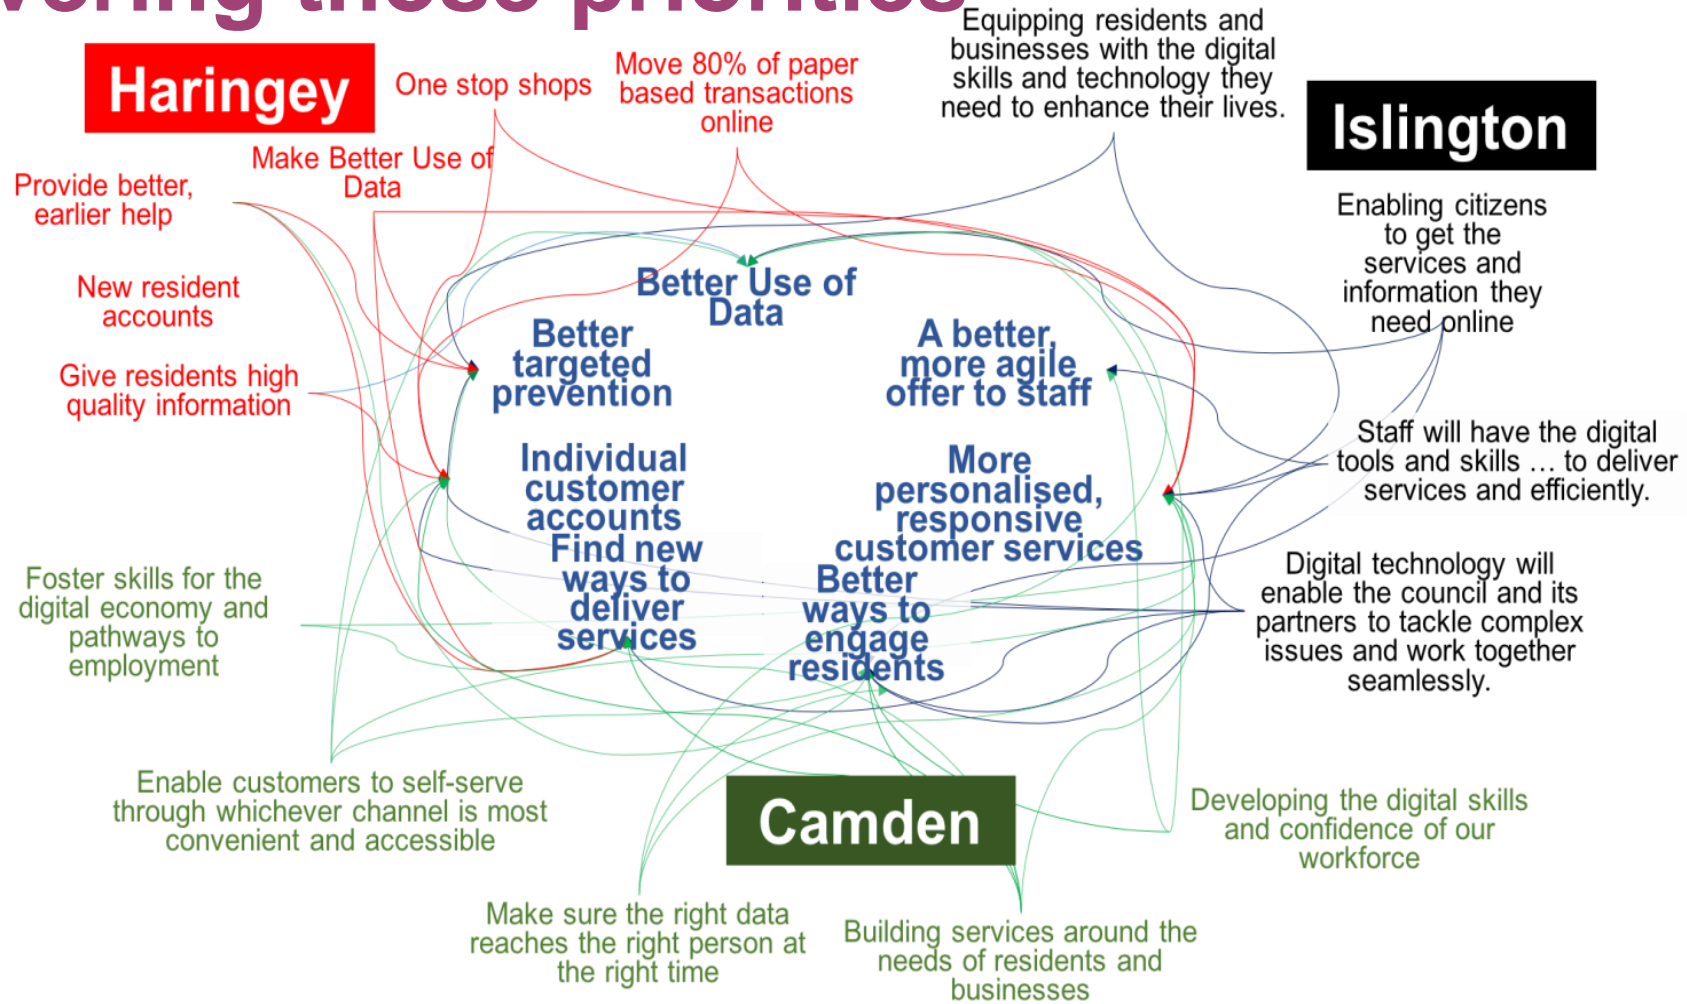 these priorities
Haringey
One stop shops
Move 80% of paper
based transactions
online
Equipping residents and
businesses with the digital
skills and technology they
need to enhance their lives.
Islington
Make Better Use of
Data
Provide better,
earlier help
New resident
accounts
Give residents high
quality information
Enabling citizens
to get the
services and
information they
need online
Better Use of
Data
Better
targeted
prevention
A better,
more agile
offer to staff
Individual
customer
accounts
More
personalised,
responsive
customer services
Find new
ways to
deliver
services
Better
ways to
engage
residents
Staff will have the digital
tools and skills … to deliver
services and efficiently.
Digital technology will
enable the council and its
partners to tackle complex
issues and work together
seamlessly.
Foster skills for the
digital economy and
pathways to
employment
Enable customers to self-serve
through whichever channel is most
convenient and accessible
Camden
Developing the digital skills
and confidence of our
workforce
Make sure the right data
reaches the right person at
the right time
Building services around the
needs of residents and
businesses